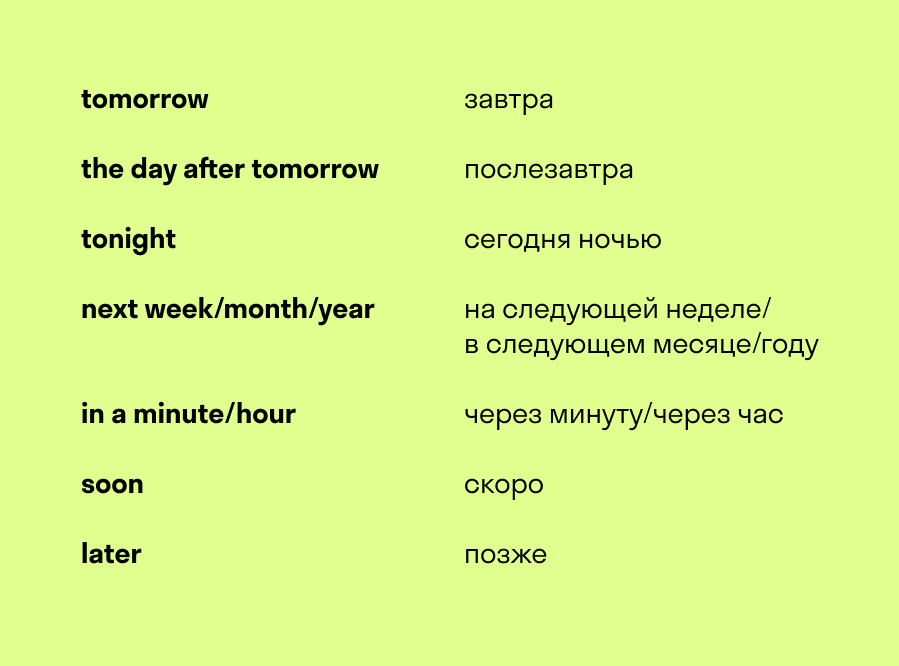 tomorrow завтра
the day after tomorrow послезавтра
tonight сегодня ночью
next week/month/year на следующей неделе/
в следующем месяце/году
in a minute/hour через минуту/через час
soon скоро
later позже